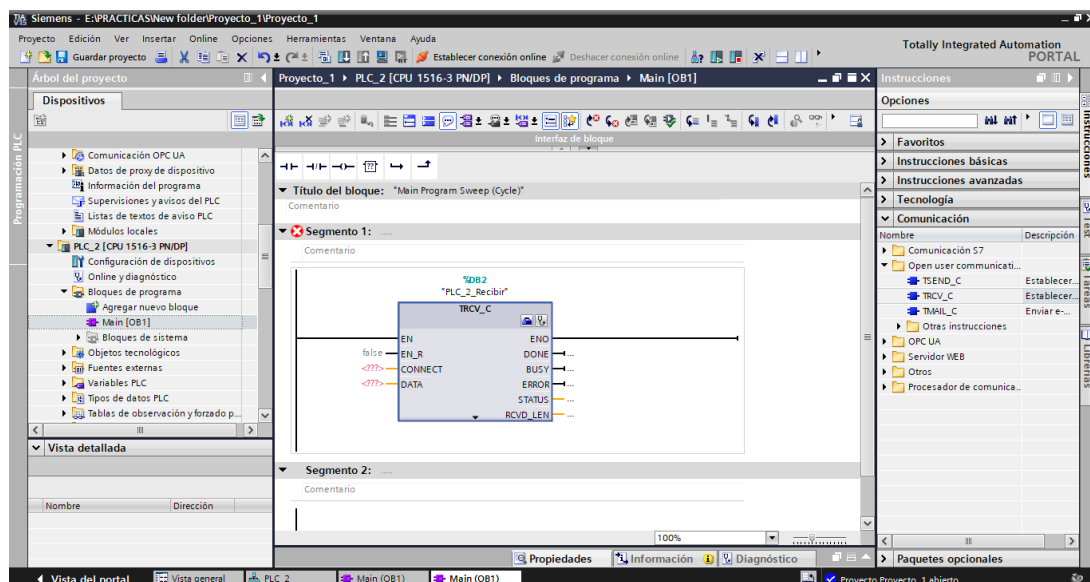 Siemens - E:\PRACTICAS\New folder\Proyecto_1\Proyecto_1
Proyecto Edición Ver Insertar Online Opciones Herramientas Ventana Ayuda
Totally Integrated Automation
PORTAL
Guardar proyecto Establecer conexión online Deshacer conexión online
Árbol del proyecto
Proyecto_1 ▸ PLC_2 [CPU 1516-3 PN/DP] ▸ Bloques de programa ▸ Main [OB1]
Instrucciones
Dispositivos
Opciones
Interfaz de bloque
Programación PLC
Comunicación OPC UA
Datos de proxy de dispositivo
Información del programa
Supervisiones y avisos del PLC
Listas de textos de aviso PLC
Módulos locales
PLC_2 [CPU 1516-3 PN/DP]
Configuración de dispositivos
Online y diagnóstico
Bloques de programa
Agregar nuevo bloque
Main [OB1]
Bloques de sistema
Objetos tecnológicos
Fuentes externas
Variables PLC
Tipos de datos PLC
Tablas de observación y forzado p...
Vista detallada
Nombre Dirección
Título del bloque: "Main Program Sweep (Cycle)"
Comentario
Segmento 1: .....
Comentario
%DB2
"PLC_2_Recibir"
TRCV_C
EN ENO
false EN_R DONE ...
<???> CONNECT BUSY ...
<???> DATA ERROR ...
STATUS ...
RCVD_LEN ...
Segmento 2: .....
Comentario
100%
Propiedades Información Diagnóstico
Favoritos
Instrucciones básicas
Instrucciones avanzadas
Tecnología
Comunicación
Nombre Descripción
Comunicación S7
Open user communicati...
TSEND_C Establecer...
TRCV_C Establecer...
TMAIL_C Enviar e-...
Otras instrucciones
OPC UA
Servidor WEB
Otros
Procesador de comunica..
Paquetes opcionales
Instrucciones
Test
Tareas
Librerías
Vista del portal Vista general PLC_2 Main (OB1) Main (OB1) Proyecto Proyecto_1 abierto